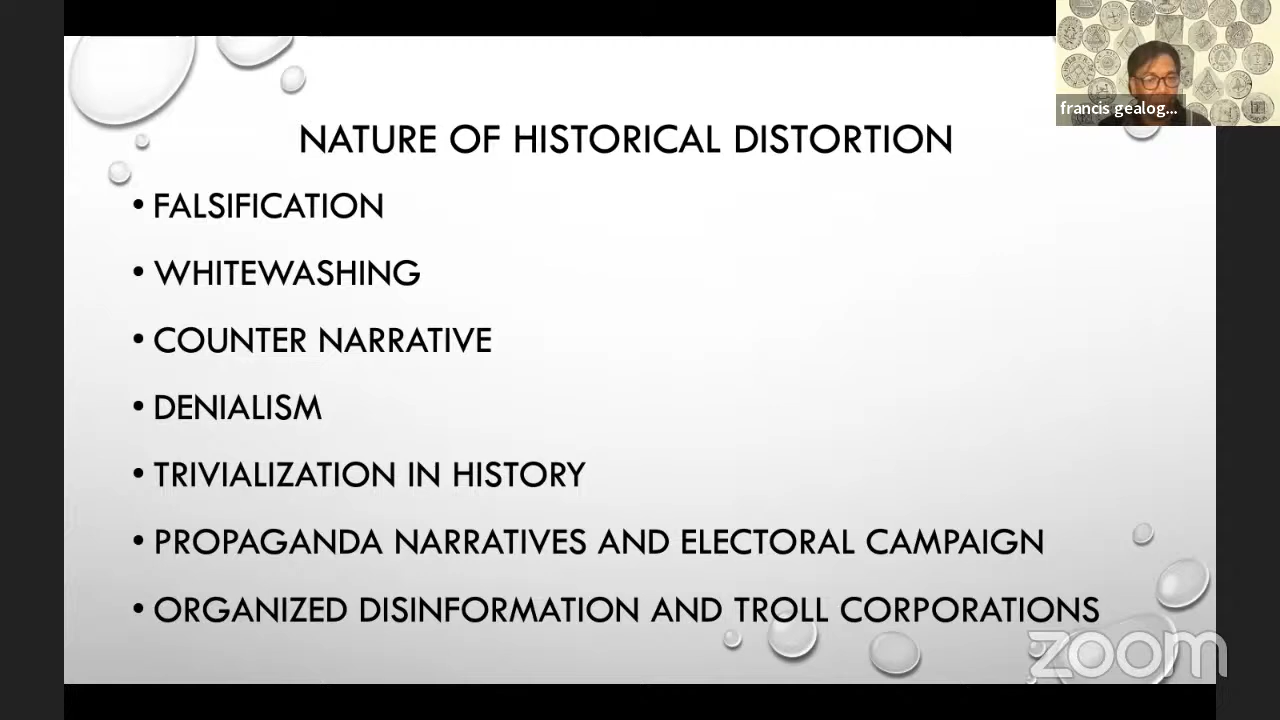 francis gealog...
NATURE OF HISTORICAL DISTORTION
• FALSIFICATION
• WHITEWASHING
• COUNTER NARRATIVE
• DENIALISM
• TRIVIALIZATION IN HISTORY
• PROPAGANDA NARRATIVES AND ELECTORAL CAMPAIGN
• ORGANIZED DISINFORMATION AND TROLL CORPORATIONS
zoom